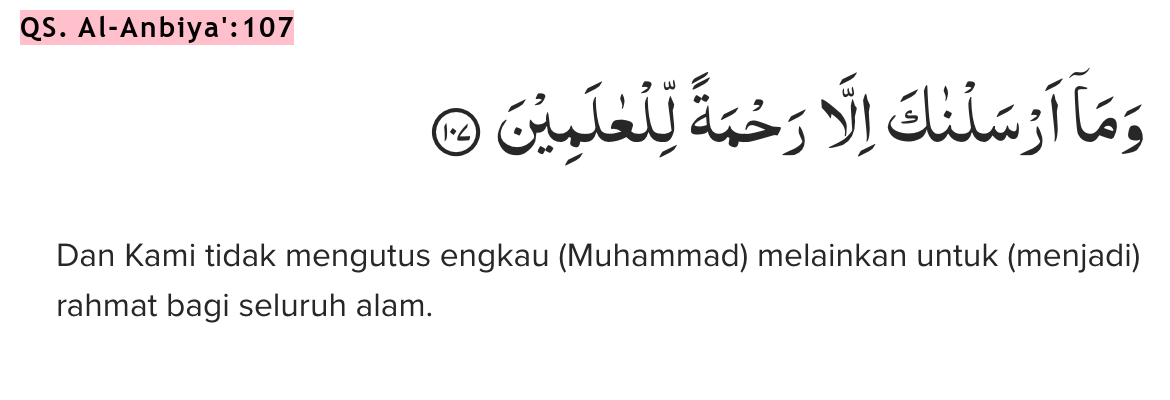 QS. Al-Anbiya':107
وَمَآ اَرْسَلْنٰكَ اِلَّا رَحْمَةً لِّلْعٰلَمِيْنَ ١٠٧
Dan Kami tidak mengutus engkau (Muhammad) melainkan untuk (menjadi)
rahmat bagi seluruh alam.